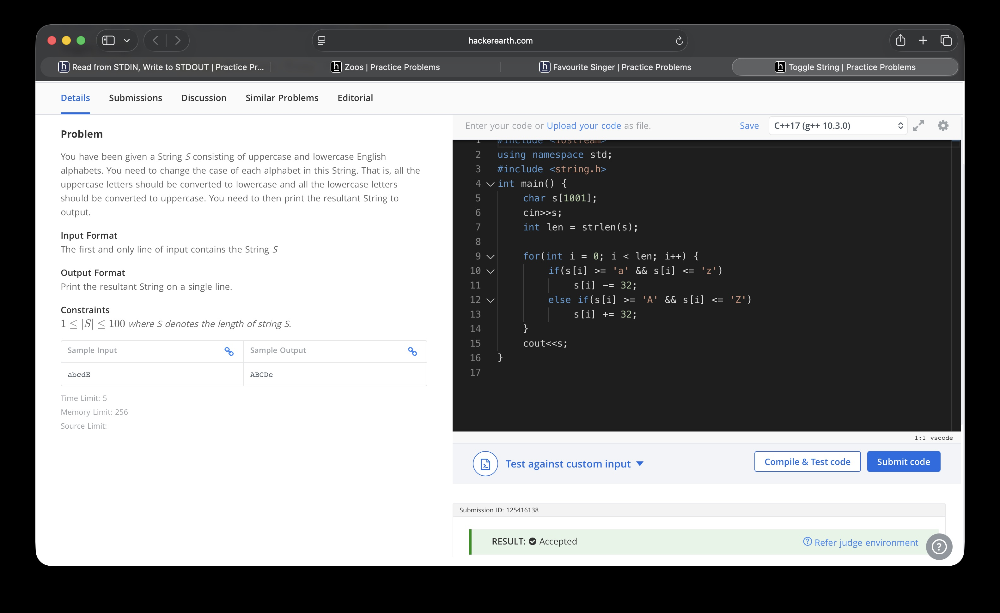 hackerearth.com
Read from STDIN, Write to STDOUT | Practice Pr...
Zoos | Practice Problems
Favourite Singer | Practice Problems
Toggle String | Practice Problems
Details
Submissions
Discussion
Similar Problems
Editorial
Problem
You have been given a String S consisting of uppercase and lowercase English
alphabets. You need to change the case of each alphabet in this String. That is, all the
uppercase letters should be converted to lowercase and all the lowercase letters
should be converted to uppercase. You need to then print the resultant String to
output.
Input Format
The first and only line of input contains the String S
Output Format
Print the resultant String on a single line.
Constraints
1 ≤ |S| ≤ 100 where S denotes the length of string S.
Sample Input
Sample Output
abcdE
ABCDe
Time Limit: 5
Memory Limit: 256
Source Limit:
Enter your code or Upload your code as file.
Save
C++17 (g++ 10.3.0)
1 #include <iostream>
2 using namespace std;
3 #include <string.h>
4 int main() {
5 char s[1001];
6 cin>>s;
7 int len = strlen(s);
8
9 for(int i = 0; i < len; i++) {
10 if(s[i] >= 'a' && s[i] <= 'z')
11 s[i] -= 32;
12 else if(s[i] >= 'A' && s[i] <= 'Z')
13 s[i] += 32;
14 }
15 cout<<s;
16 }
17
1:1 vscode
Test against custom input
Compile & Test code
Submit code
Submission ID: 125416138
RESULT: Accepted
Refer judge environment
?